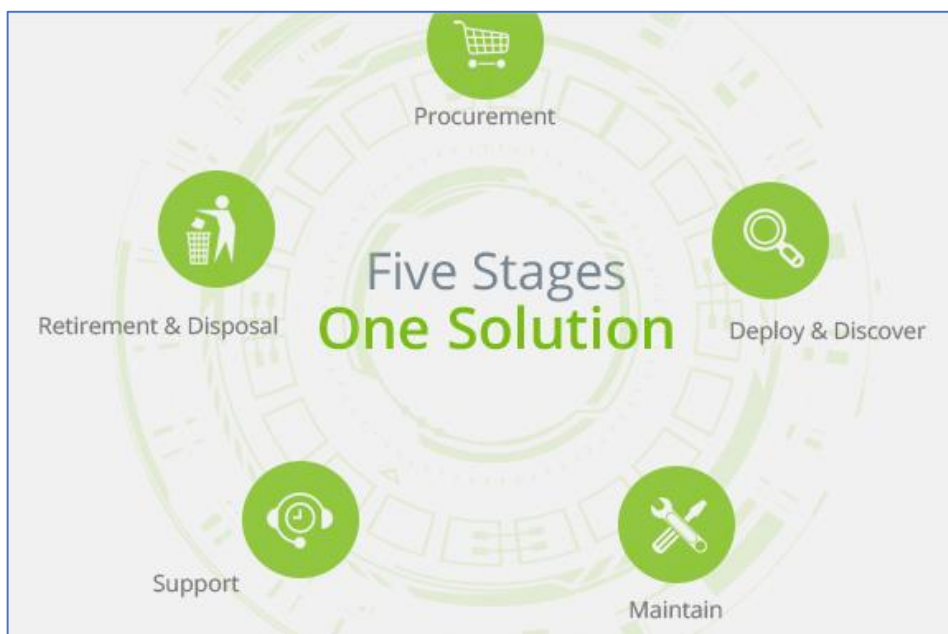 Procurement
Five Stages
One Solution
Retirement & Disposal
Deploy & Discover
Support
Maintain